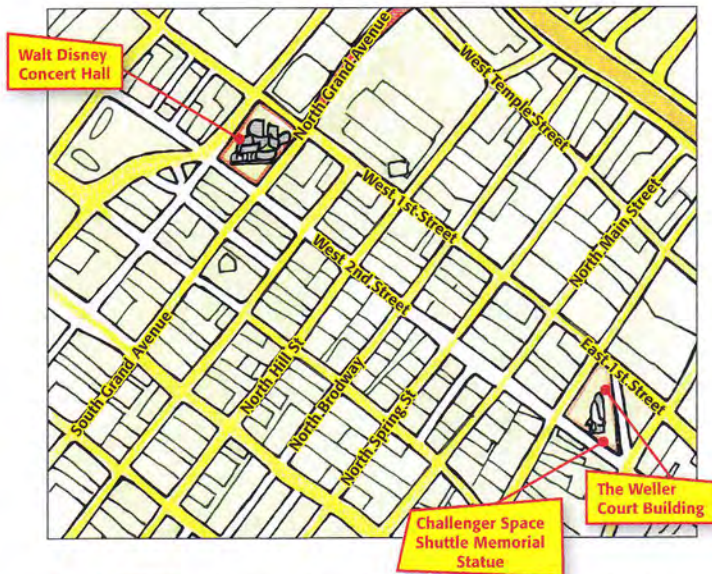 Walt Disney
Concert Hall
North Grand Avenue
West Temple Street
West 1st Street
North Main Street
West 2nd Street
East 1st Street
South Grand Avenue
North Hill St
North Brodway
North Spring St
The Weller
Court Building
Challenger Space
Shuttle Memorial
Statue